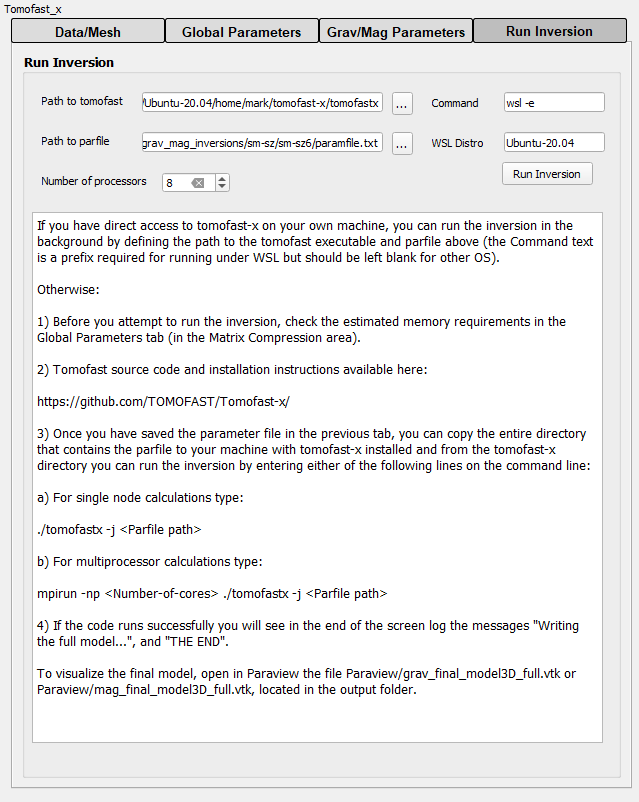 Tomofast_x
Data/Mesh Global Parameters Grav/Mag Parameters Run Inversion
Run Inversion
Path to tomofast /Ubuntu-20.04/home/mark/tomofast-x/tomofastx ... Command wsl -e
Path to parfile grav_mag_inversions/sm-sz/sm-sz6/paramfile.txt ... WSL Distro Ubuntu-20.04
Number of processors 8 Run Inversion
If you have direct access to tomofast-x on your own machine, you can run the inversion in the
background by defining the path to the tomofast executable and parfile above (the Command text
is a prefix required for running under WSL but should be left blank for other OS).
Otherwise:
1) Before you attempt to run the inversion, check the estimated memory requirements in the
Global Parameters tab (in the Matrix Compression area).
2) Tomofast source code and installation instructions available here:
https://github.com/TOMOFAST/Tomofast-x/
3) Once you have saved the parameter file in the previous tab, you can copy the entire directory
that contains the parfile to your machine with tomofast-x installed and from the tomofast-x
directory you can run the inversion by entering either of the following lines on the command line:
a) For single node calculations type:
./tomofastx -j <Parfile path>
b) For multiprocessor calculations type:
mpirun -np <Number-of-cores> ./tomofastx -j <Parfile path>
4) If the code runs successfully you will see in the end of the screen log the messages "Writing
the full model...", and "THE END".
To visualize the final model, open in Paraview the file Paraview/grav_final_model3D_full.vtk or
Paraview/mag_final_model3D_full.vtk, located in the output folder.